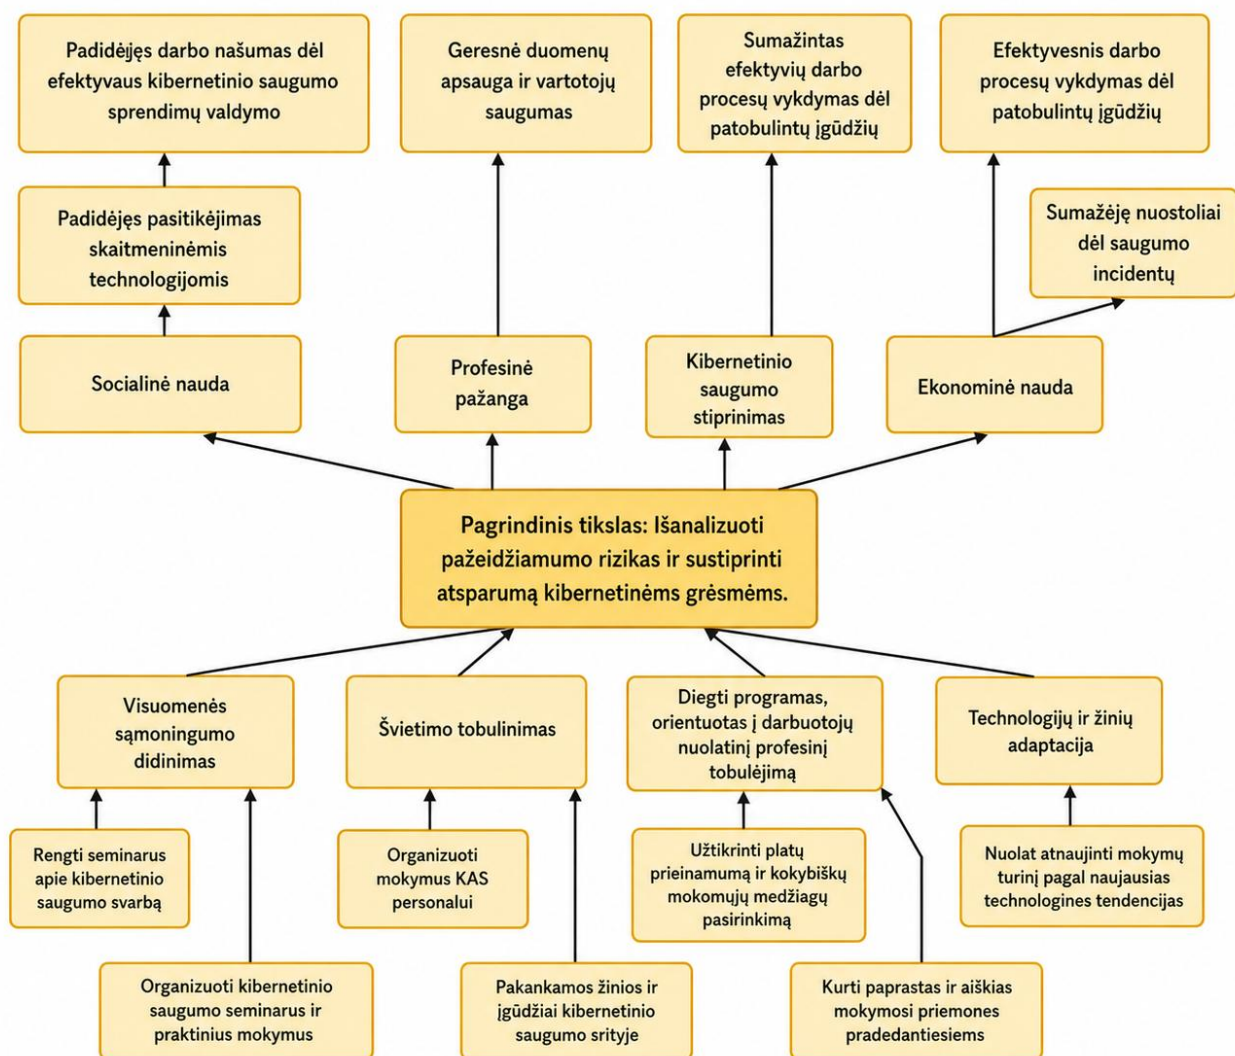 Padidėjęs darbo našumas dėl
efektyvaus kibernetinio saugumo
sprendimų valdymo
Geresnė duomenų
apsauga ir vartotojų
saugumas
Sumažintas
efektyvių darbo
procesų vykdymas dėl
patobulintų įgūdžių
Efektyvesnis darbo
procesų vykdymas dėl
patobulintų įgūdžių
Padidėjęs pasitikėjimas
skaitmeninėmis
technologijomis
Sumažėję nuostoliai
dėl saugumo
incidentų
Socialinė nauda
Profesinė
pažanga
Kibernetinio
saugumo
stiprinimas
Ekonominė nauda
Pagrindinis tikslas: Išanalizuoti
pažeidžiamumo rizikas ir sustiprinti
atsparumą kibernetinėms grėsmėms.
Visuomenės
sąmoningumo
didinimas
Švietimo tobulinimas
Diegti programas,
orientuotas į darbuotojų
nuolatinį profesinį
tobulėjimą
Technologijų ir žinių
adaptacija
Rengti seminarus
apie kibernetinio
saugumo svarbą
Organizuoti
mokymus KAS
personalui
Užtikrinti platų
prieinamumą ir kokybiškų
mokomųjų medžiagų
pasirinkimą
Nuolat atnaujinti mokymų
turinį pagal naujausias
technologines tendencijas
Organizuoti kibernetinio
saugumo seminarus ir
praktinius mokymus
Pakankamos žinios ir
įgūdžiai kibernetinio
saugumo srityje
Kurti paprastas ir aiškias
mokymosi priemones
pradedantiesiems